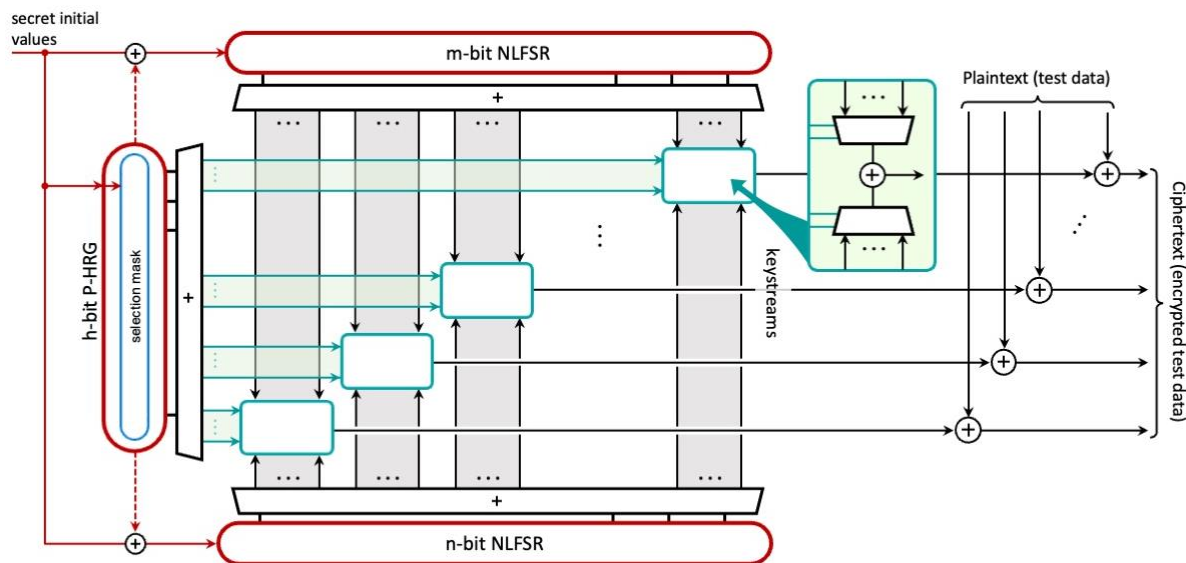 secret initial
values
+
m-bit NLFSR
+
Plaintext (test data)
h-bit P-HRG
selection mask
+
+
+
+
+
+
keystreams
Ciphertext (encrypted test data)
+
+
n-bit NLFSR